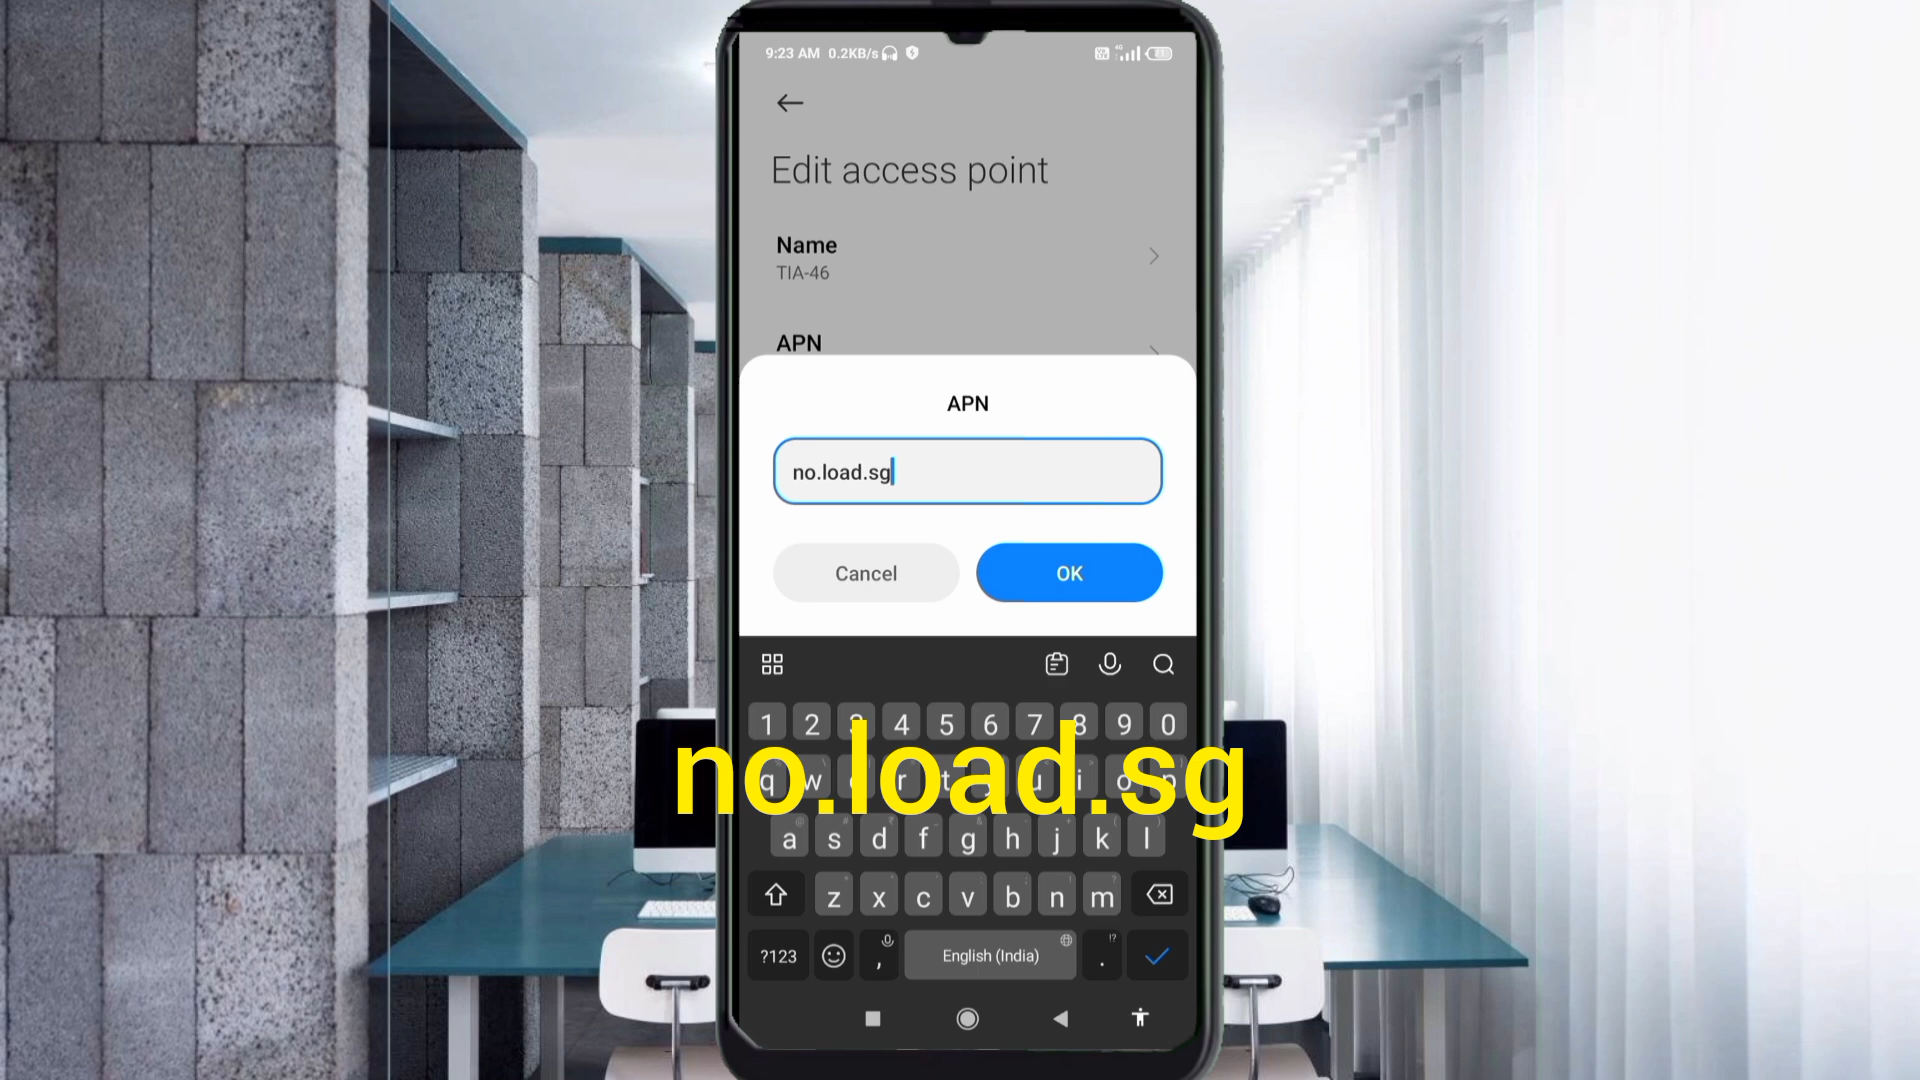 9:23 AM 0.2KB/s
4G
Edit access point
Name
TIA-46
APN
APN
no.load.sg
Cancel
OK
1 2 3 4 5 6 7 8 9 0
no.load.sg
q w r t u i o p
a s d f g h j k l
z x c v b n m
?123 , English (India) . !?